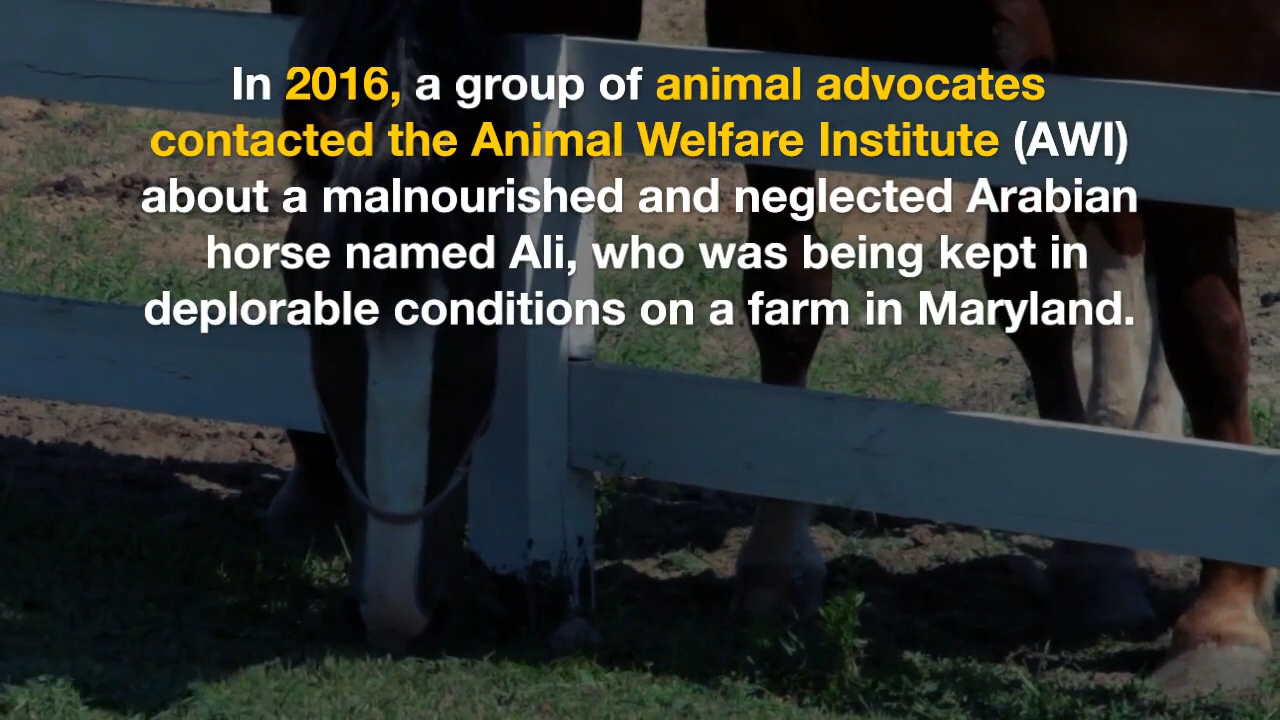 In 2016, a group of animal advocates
contacted the Animal Welfare Institute (AWI)
about a malnourished and neglected Arabian
horse named Ali, who was being kept in
deplorable conditions on a farm in Maryland.